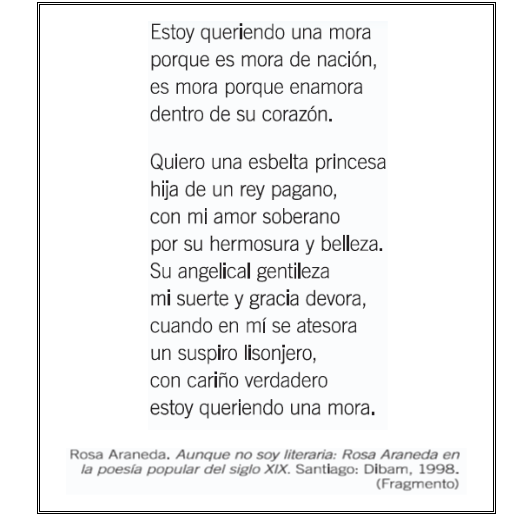 Estoy queriendo una mora
porque es mora de nación,
es mora porque enamora
dentro de su corazón.
Quiero una esbelta princesa
hija de un rey pagano,
con mi amor soberano
por su hermosura y belleza.
Su angelical gentileza
mi suerte y gracia devora,
cuando en mí se atesora
un suspiro lisonjero,
con cariño verdadero
estoy queriendo una mora.
Rosa Araneda. Aunque no soy literaria: Rosa Araneda en
la poesía popular del siglo XIX. Santiago: Dibam, 1998.
(Fragmento)